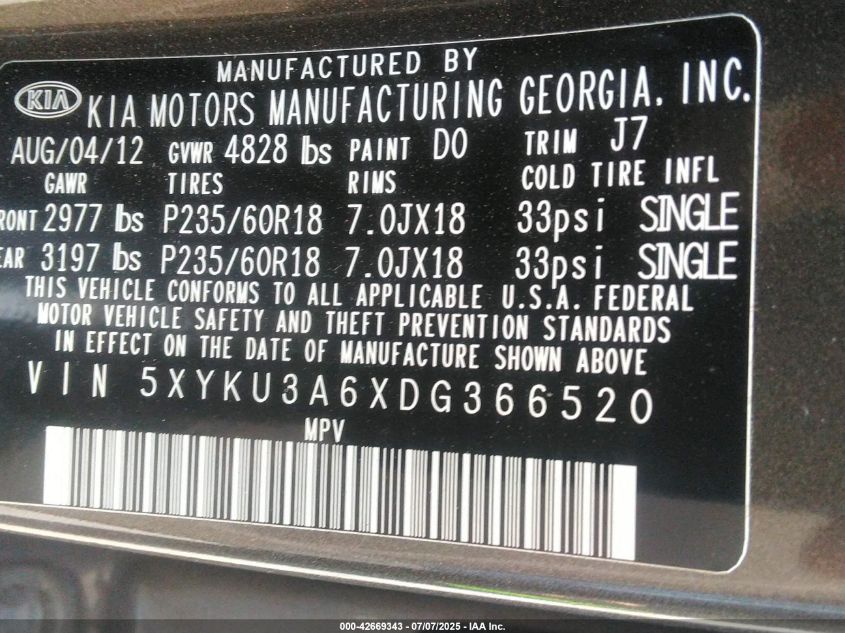 MANUFACTURED BY
KIA KIA MOTORS MANUFACTURING GEORGIA, INC.
AUG/04/12 GVWR 4828 lbs PAINT D0 TRIM J7
GAWR TIRES RIMS COLD TIRE INFL
RONT 2977 lbs P235/60R18 7.0JX18 33psi SINGLE
EAR 3197 lbs P235/60R18 7.0JX18 33psi SINGLE
THIS VEHICLE CONFORMS TO ALL APPLICABLE U.S.A. FEDERAL
MOTOR VEHICLE SAFETY AND THEFT PREVENTION STANDARDS
IN EFFECT ON THE DATE OF MANUFACTURE SHOWN ABOVE
VIN 5XYKU3A6XDG366520
MPV
000-42669343 - 07/07/2025 - IAA Inc.